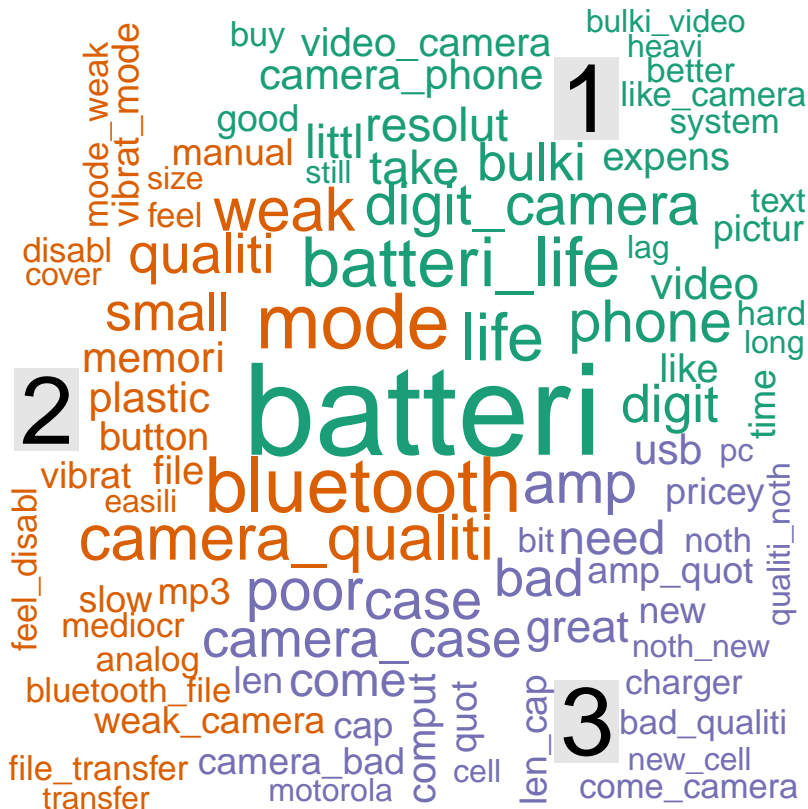 bulki_video
buy video_camera heavi
camera_phone 1 better
like_camera
mode_weak vibrat_mode good littl resolut system
manual still take bulki expens
size
feel weak digit_camera text
pictur
disabl qualiti batteri_life lag
cover video
small mode life phone hard
memori long
2 plastic batteri like
button digit time
usb pc
vibrat file bluetooth amp pricey
easili
feel_disabl camera_qualiti bit need noth qualiti_noth
slow mp3 poor case bad amp_quot
mediocr camera_case great new
noth_new
analog
bluetooth_file len come comput quot len_cap 3 charger
weak_camera cap bad_qualiti
file_transfer camera_bad cell new_cell
transfer motorola come_camera